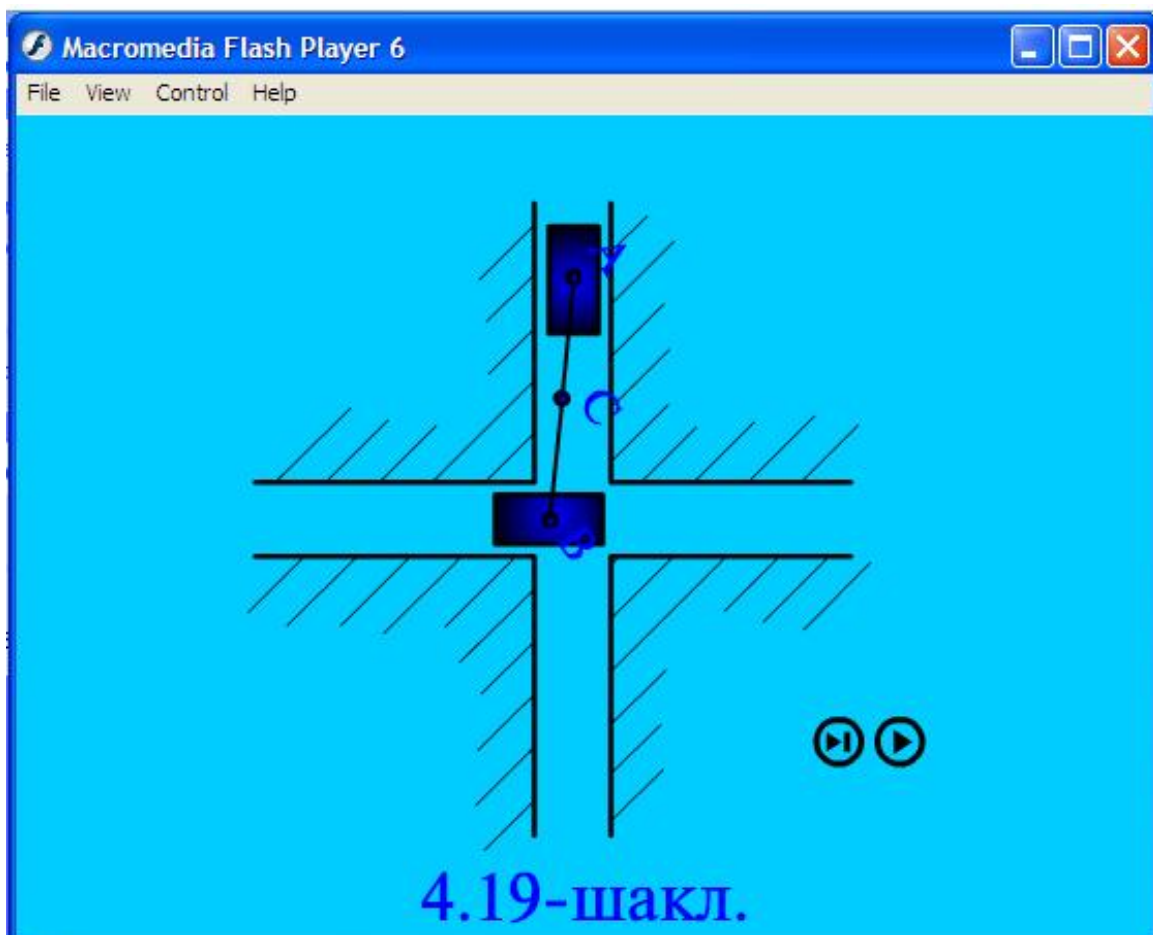 Macromedia Flash Player 6
File View Control Help
A
C
B
4.19-шакл.